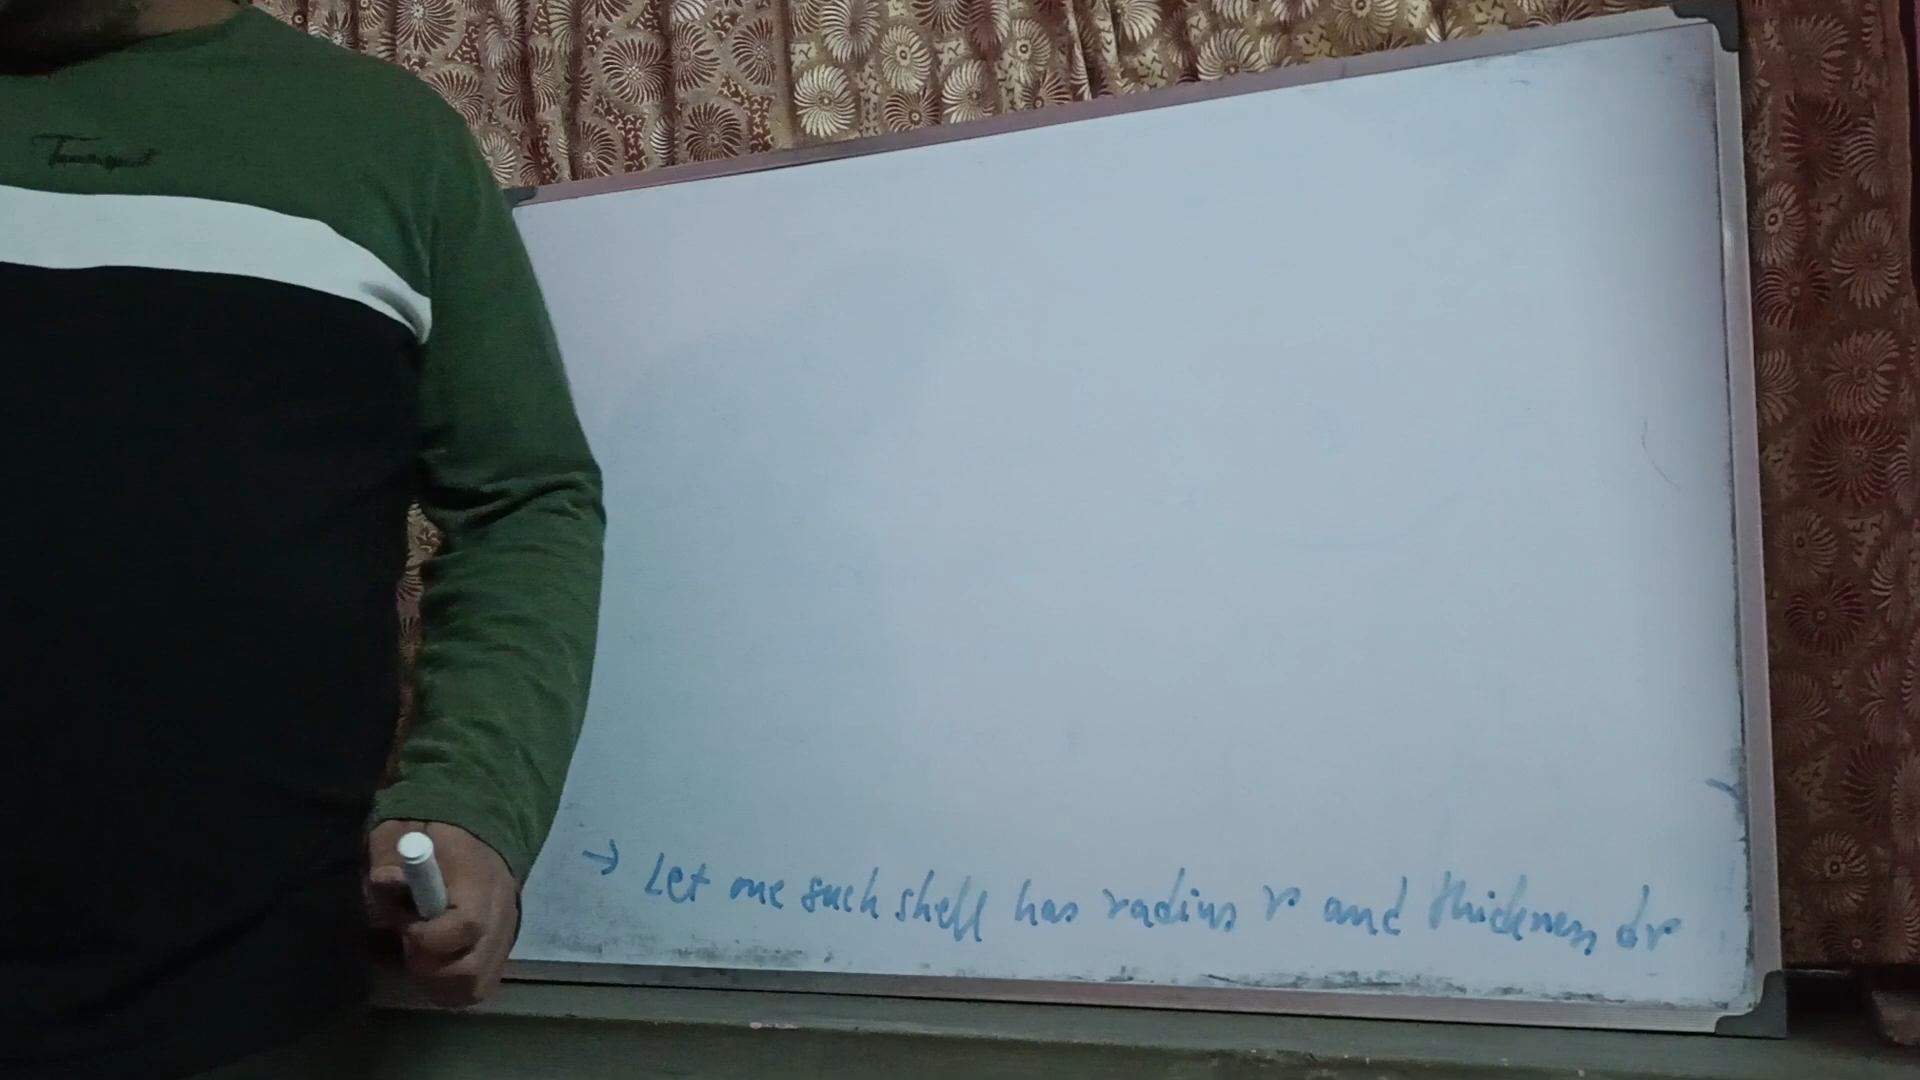 → Let one such shell has radius r and thickness dr